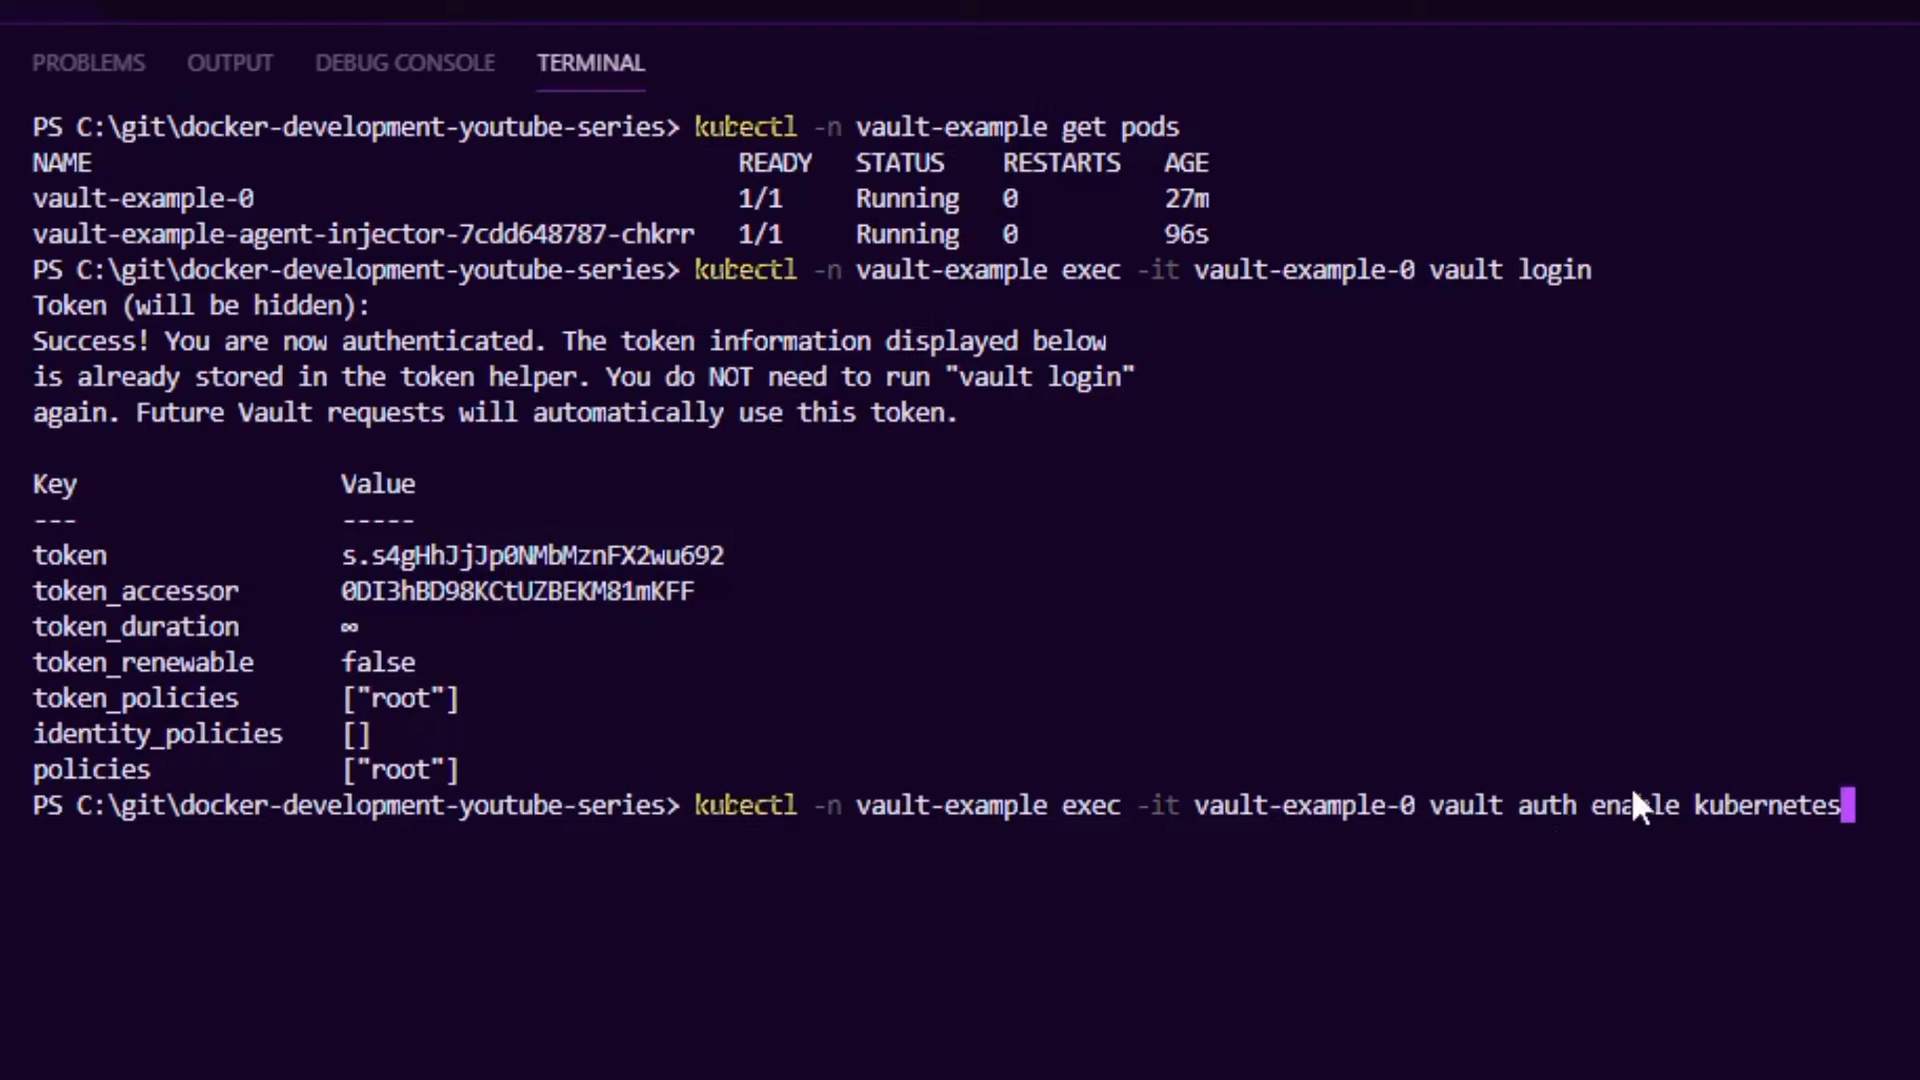 PROBLEMS OUTPUT DEBUG CONSOLE TERMINAL
PS C:\git\docker-development-youtube-series> kubectl -n vault-example get pods
NAME READY STATUS RESTARTS AGE
vault-example-0 1/1 Running 0 27m
vault-example-agent-injector-7cdd648787-chkrr 1/1 Running 0 96s
PS C:\git\docker-development-youtube-series> kubectl -n vault-example exec -it vault-example-0 vault login
Token (will be hidden):
Success! You are now authenticated. The token information displayed below
is already stored in the token helper. You do NOT need to run "vault login"
again. Future Vault requests will automatically use this token.
Key Value
--- -----
token s.s4gHhJjJp0NMbMznFX2wu692
token_accessor 0DI3hBD98KCtUZBEKM81mKFF
token_duration ∞
token_renewable false
token_policies ["root"]
identity_policies []
policies ["root"]
PS C:\git\docker-development-youtube-series> kubectl -n vault-example exec -it vault-example-0 vault auth enable kubernetes